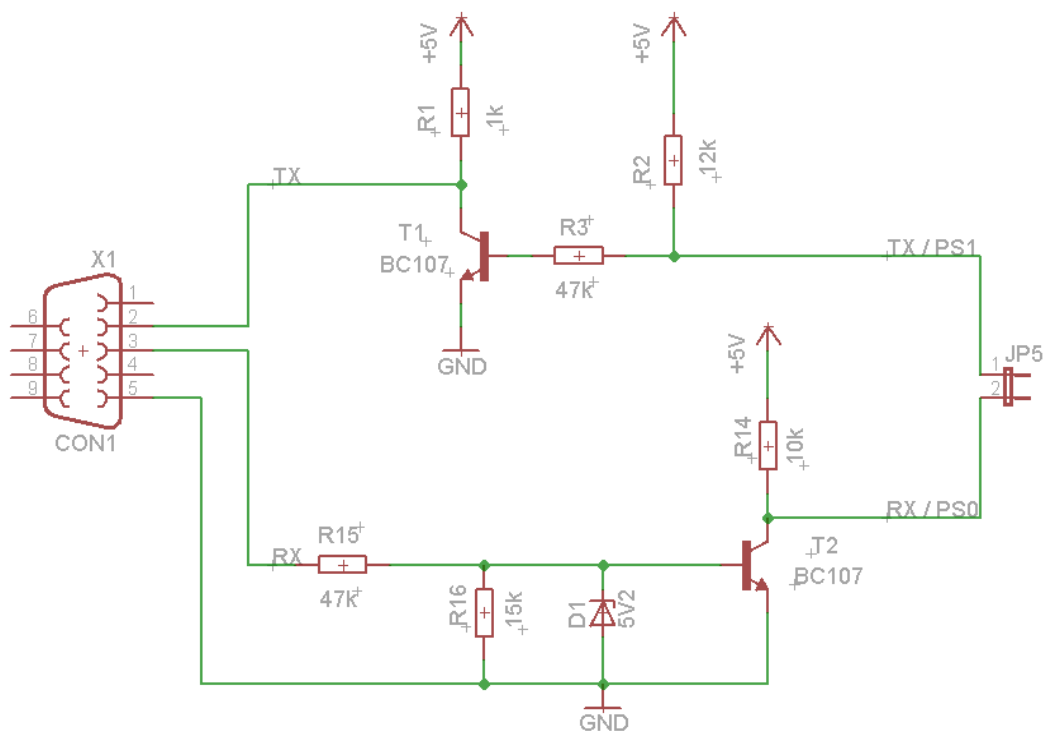 +5V
+5V
R1
1k
R2
12k
TX
T1
BC107
R3
47k
TX / PS1
X1
1
6
2
7
3
8
4
9
5
CON1
GND
+5V
1
2
JP5
R14
10k
RX / PS0
R15
47k
RX
T2
BC107
R16
15k
D1
5V2
GND